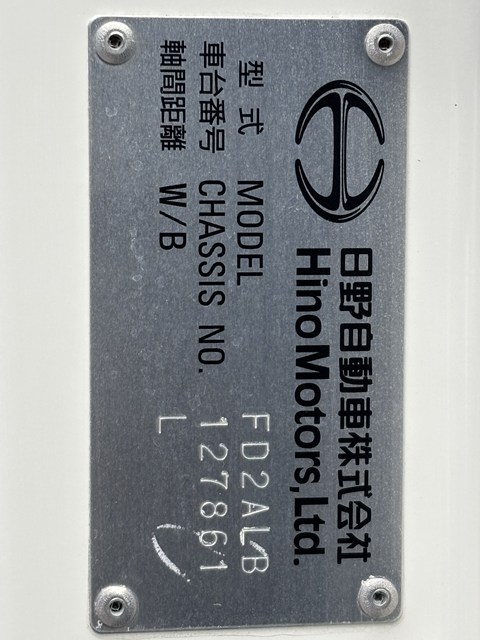 日野自動車株式会社
Hino Motors, Ltd.
型式 MODEL FD2ALB
車台番号 CHASSIS NO. 127861
軸間距離 W/B L